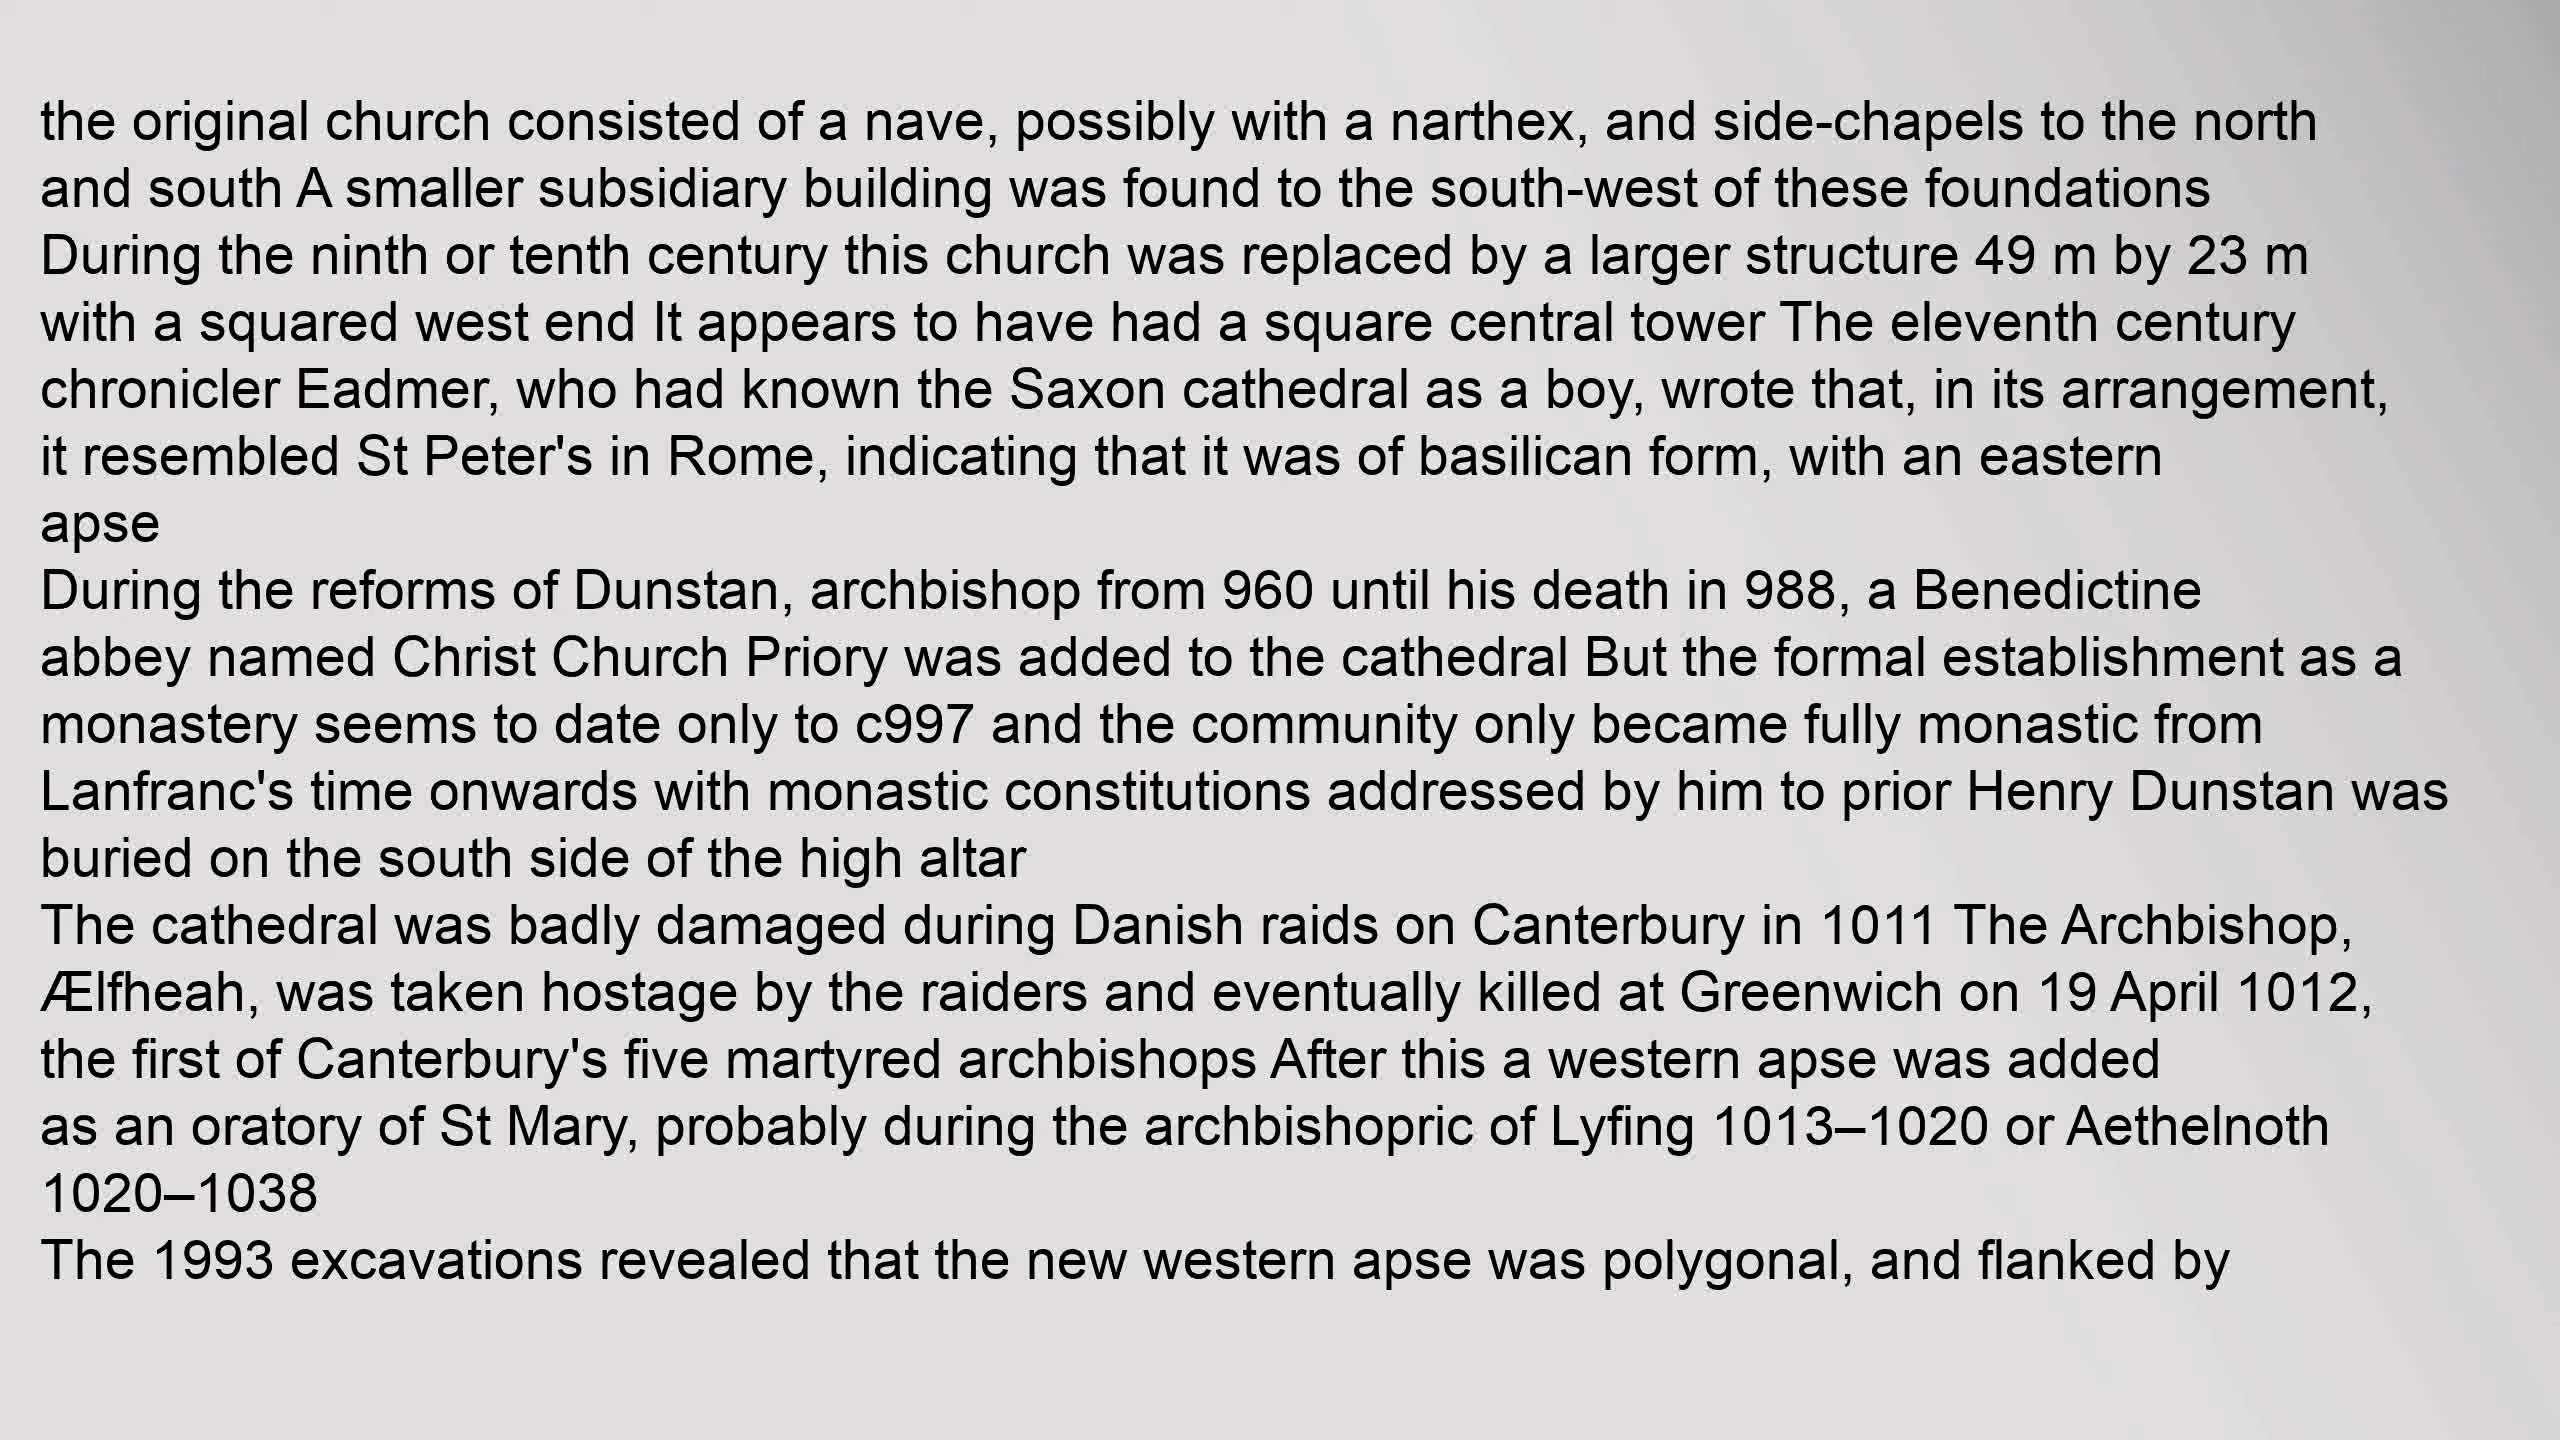 the original church consisted of a nave, possibly with a narthex, and side-chapels to the north
and south A smaller subsidiary building was found to the south-west of these foundations
During the ninth or tenth century this church was replaced by a larger structure 49 m by 23 m
with a squared west end It appears to have had a square central tower The eleventh century
chronicler Eadmer, who had known the Saxon cathedral as a boy, wrote that, in its arrangement,
it resembled St Peter's in Rome, indicating that it was of basilican form, with an eastern
apse
During the reforms of Dunstan, archbishop from 960 until his death in 988, a Benedictine
abbey named Christ Church Priory was added to the cathedral But the formal establishment as a
monastery seems to date only to c997 and the community only became fully monastic from
Lanfranc's time onwards with monastic constitutions addressed by him to prior Henry Dunstan was
buried on the south side of the high altar
The cathedral was badly damaged during Danish raids on Canterbury in 1011 The Archbishop,
Ælfheah, was taken hostage by the raiders and eventually killed at Greenwich on 19 April 1012,
the first of Canterbury's five martyred archbishops After this a western apse was added
as an oratory of St Mary, probably during the archbishopric of Lyfing 1013–1020 or Aethelnoth
1020–1038
The 1993 excavations revealed that the new western apse was polygonal, and flanked by